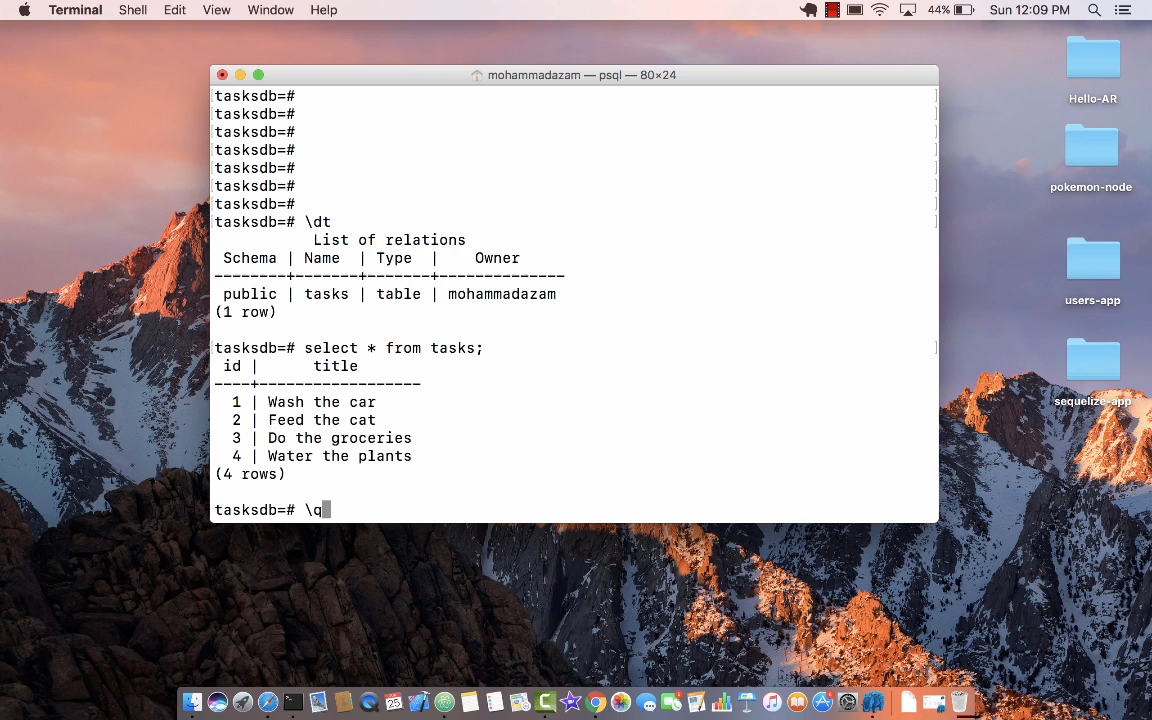 Terminal Shell Edit View Window Help 44% Sun 12:09 PM
mohammadazam — psql — 80×24
tasksdb=#
tasksdb=#
tasksdb=#
tasksdb=#
tasksdb=#
tasksdb=#
tasksdb=#
tasksdb=# \dt
List of relations
Schema | Name | Type | Owner
--------+-------+-------+--------------
public | tasks | table | mohammadazam
(1 row)
tasksdb=# select * from tasks;
id | title
----+------------------
1 | Wash the car
2 | Feed the cat
3 | Do the groceries
4 | Water the plants
(4 rows)
tasksdb=# \q
Hello-AR
pokemon-node
users-app
sequelize-app
25